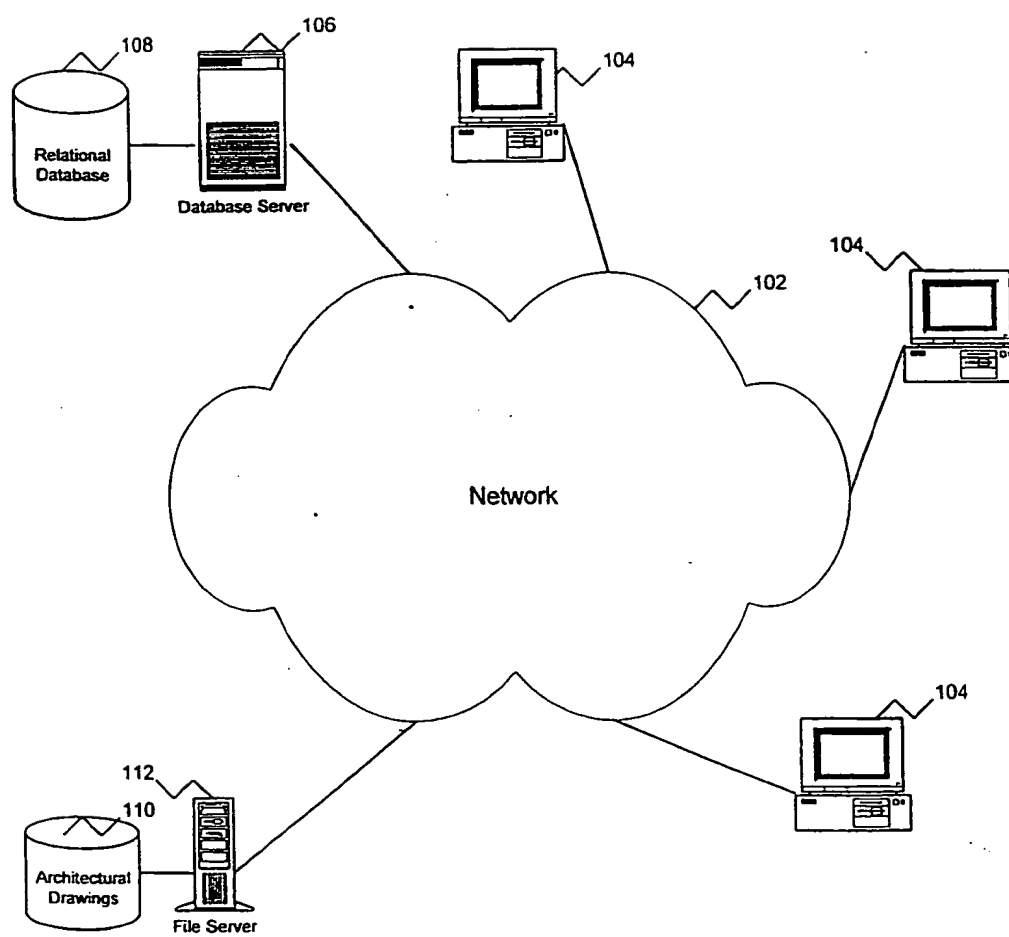 106
108
104
Relational
Database
Database Server
104
102
Network
104
112
110
Architectural
Drawings
File Server